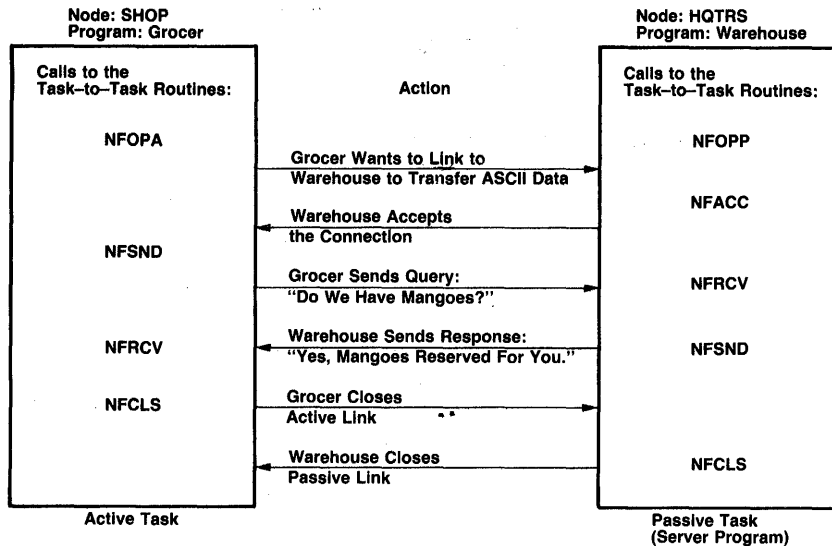 Node: SHOP
Program: Grocer
Node: HQTRS
Program: Warehouse
Calls to the
Task–to–Task Routines:
Action
Calls to the
Task–to–Task Routines:
NFOPA
NFOPP
Grocer Wants to Link to
Warehouse to Transfer ASCII Data
NFACC
Warehouse Accepts
the Connection
NFSND
Grocer Sends Query:
"Do We Have Mangoes?"
NFRCV
Warehouse Sends Response:
"Yes, Mangoes Reserved For You."
NFRCV
NFSND
NFCLS
Grocer Closes
Active Link
Warehouse Closes
Passive Link
NFCLS
Active Task
Passive Task
(Server Program)